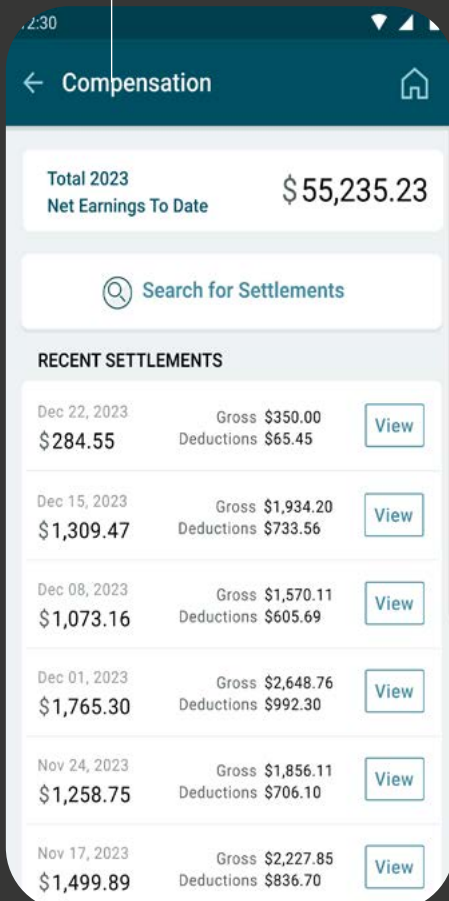 12:30
Compensation
Total 2023
Net Earnings To Date
$55,235.23
Search for Settlements
RECENT SETTLEMENTS
Dec 22, 2023
$284.55
Gross $350.00
Deductions $65.45
View
Dec 15, 2023
$1,309.47
Gross $1,934.20
Deductions $733.56
View
Dec 08, 2023
$1,073.16
Gross $1,570.11
Deductions $605.69
View
Dec 01, 2023
$1,765.30
Gross $2,648.76
Deductions $992.30
View
Nov 24, 2023
$1,258.75
Gross $1,856.11
Deductions $706.10
View
Nov 17, 2023
$1,499.89
Gross $2,227.85
Deductions $836.70
View